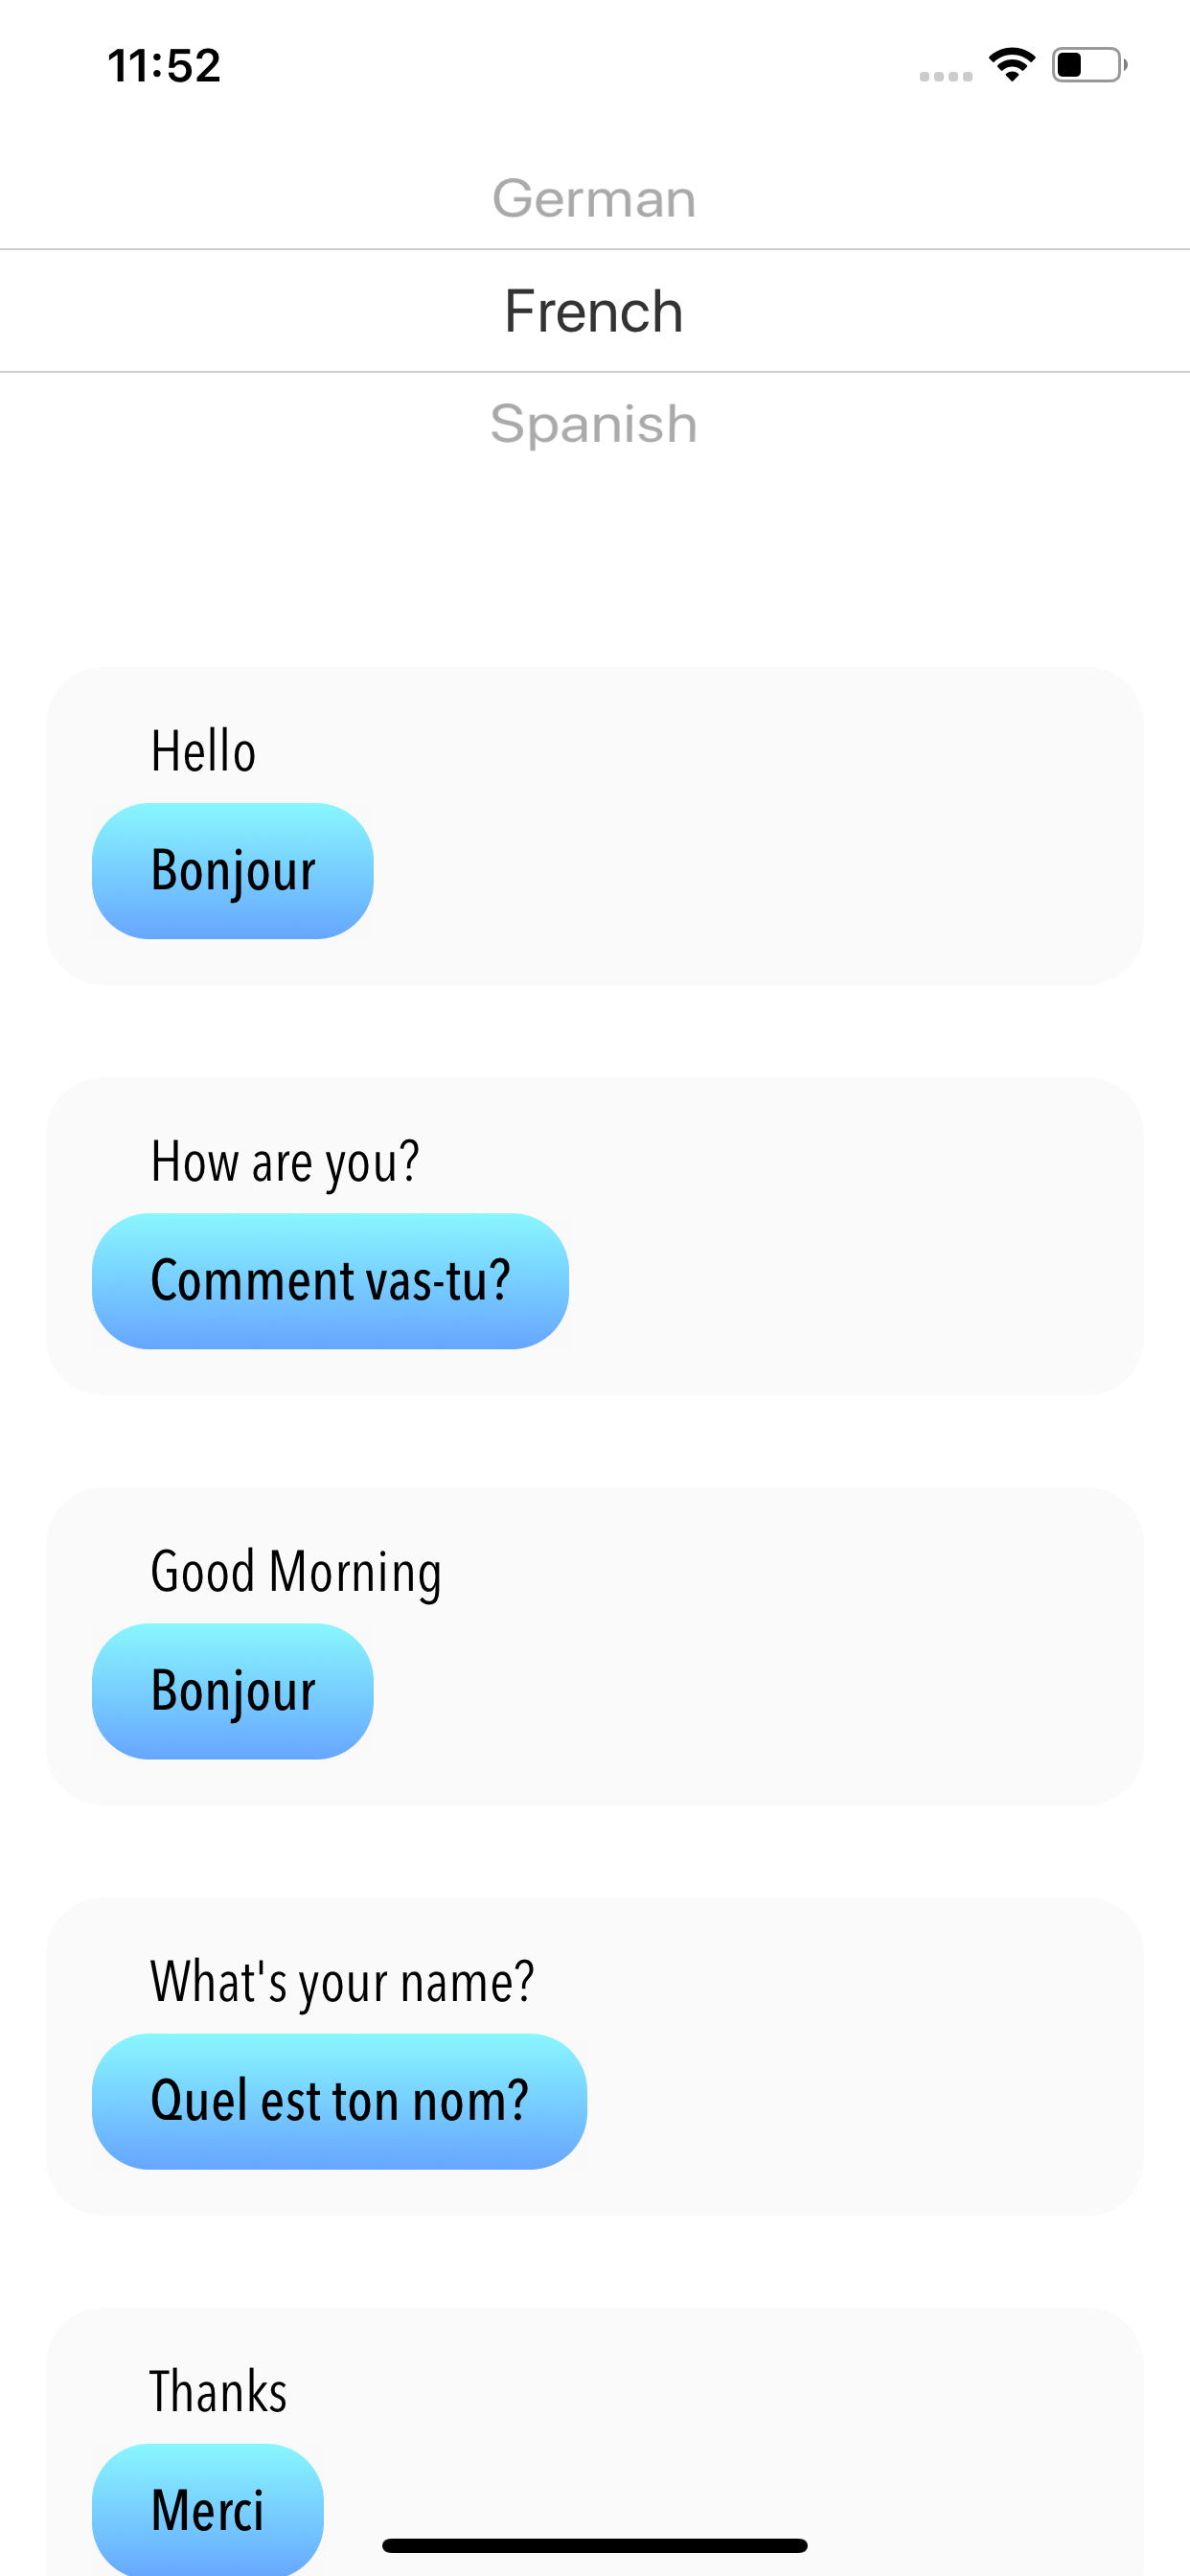 11:52
German
French
Spanish
Hello
Bonjour
How are you?
Comment vas-tu?
Good Morning
Bonjour
What's your name?
Quel est ton nom?
Thanks
Merci